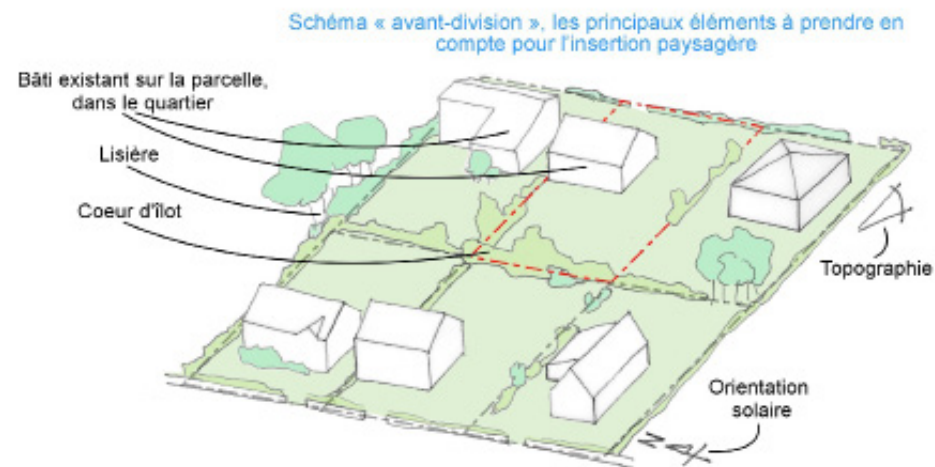 Schéma « avant-division », les principaux éléments à prendre en
compte pour l'insertion paysagère
Bâti existant sur la parcelle,
dans le quartier
Lisière
Coeur d'îlot
Topographie
Orientation
solaire
N